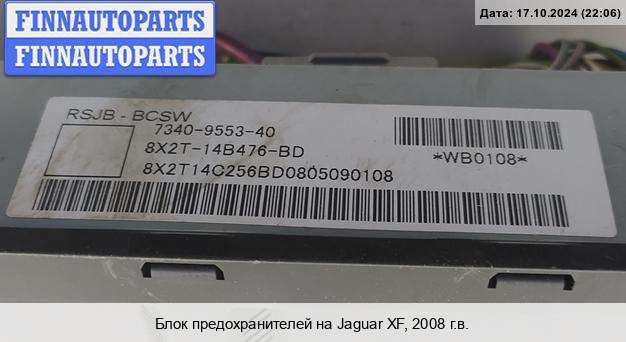 FINNAUTOPARTS
FINNAUTOPARTS
Дата: 17.10.2024 (22:06)
RSJB - BCSW
7340-9553-40
8X2T-14B476-BD
8X2T14C256BD0805090108
*WB0108*
Блок предохранителей на Jaguar XF, 2008 г.в.